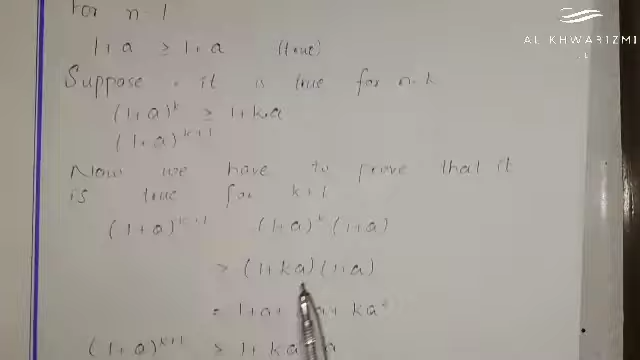 For n=1
AL KHWARIZMI
1+a ≥ 1+a (true)
Suppose . it is true for n=k
(1+a)^k ≥ 1+k.a
(1+a)^{k+1}
Now we have to prove that it
is true for k+1
(1+a)^{k+1} (1+a)^k (1+a)
> (1+ka)(1+a)
= 1+a+ + ka²
(1+a)^{k+1} > 1+ka